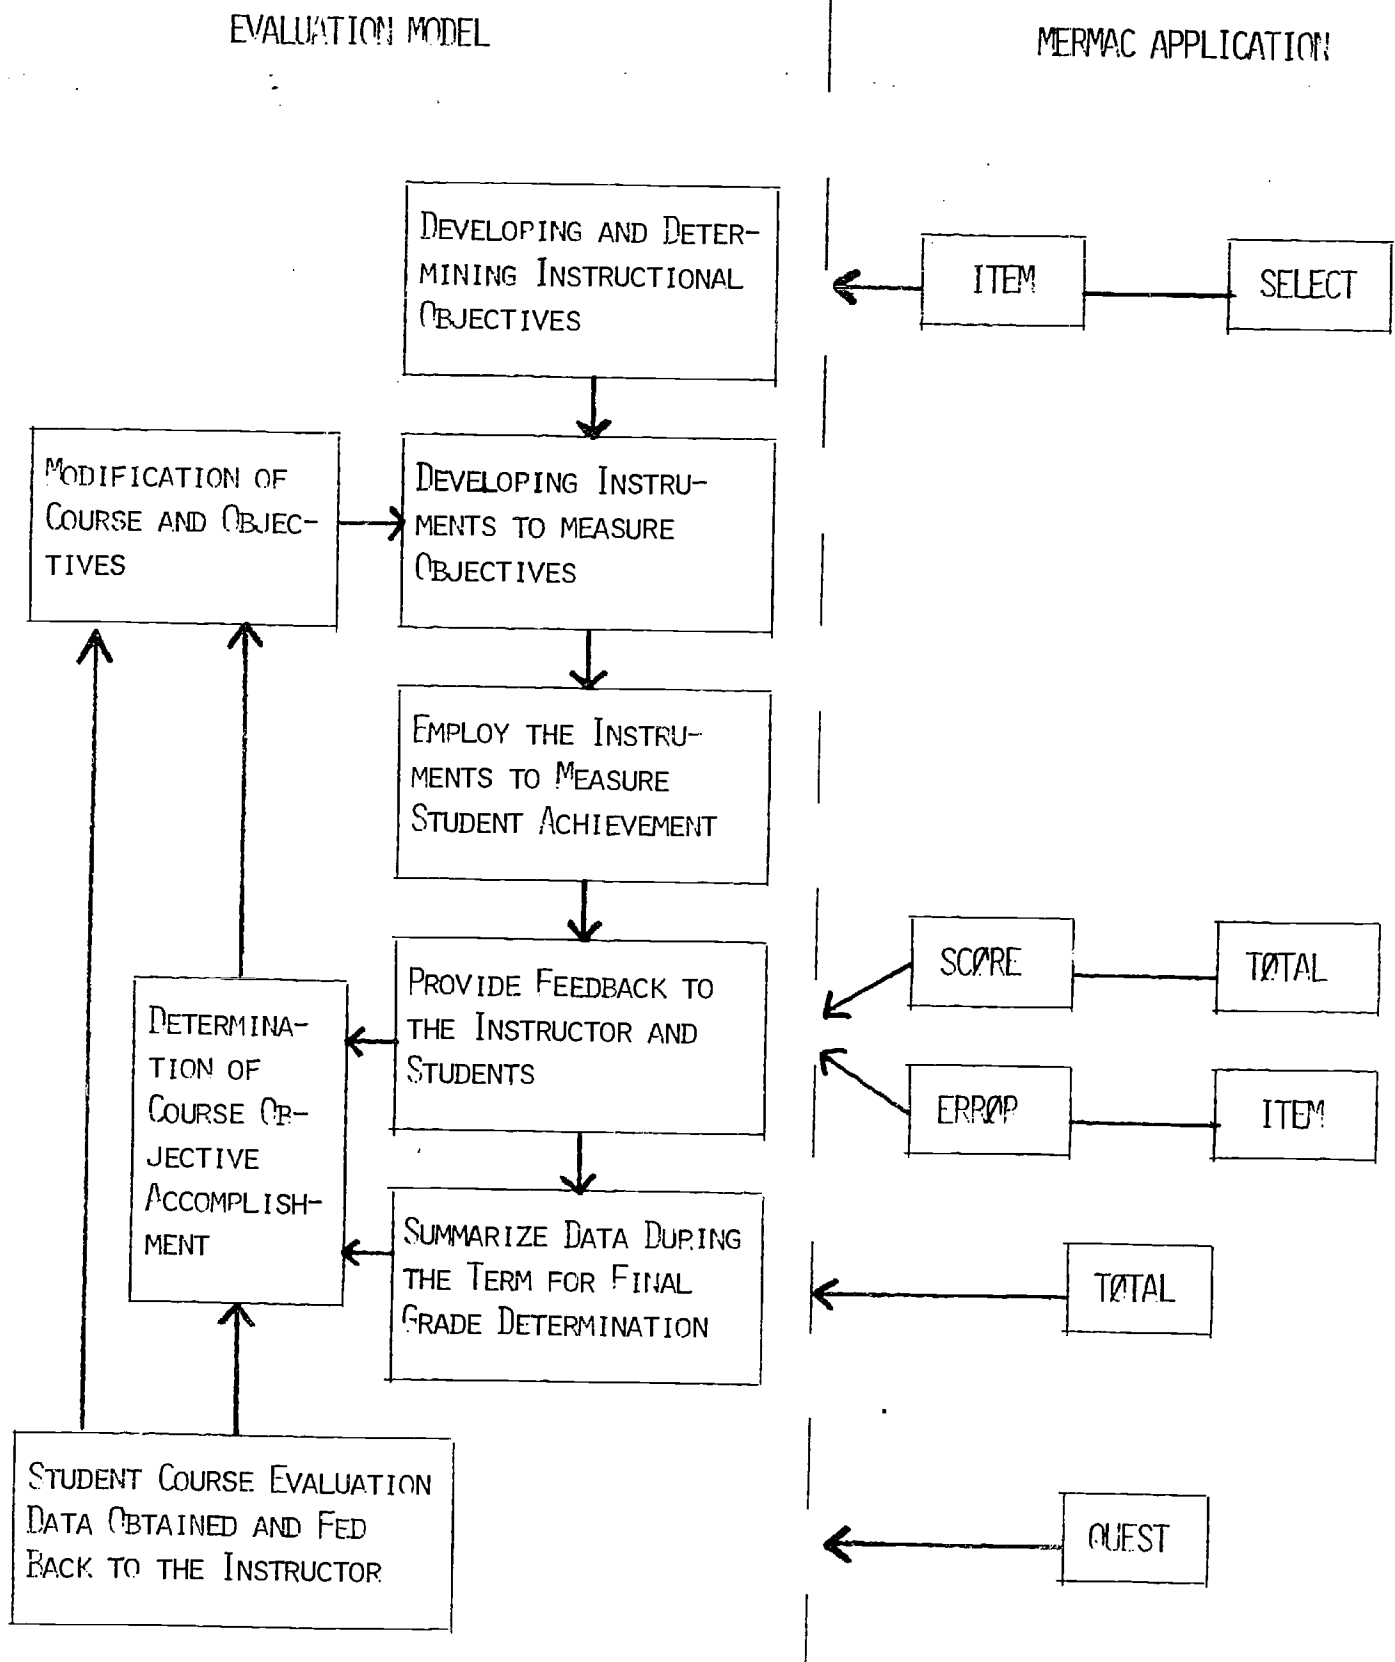 EVALUATION MODEL
MERMAC APPLICATION
DEVELOPING AND DETER-
MINING INSTRUCTIONAL
OBJECTIVES
ITEM
SELECT
MODIFICATION OF
COURSE AND OBJEC-
TIVES
DEVELOPING INSTRU-
MENTS TO MEASURE
OBJECTIVES
EMPLOY THE INSTRU-
MENTS TO MEASURE
STUDENT ACHIEVEMENT
DETERMINA-
TION OF
COURSE OB-
JECTIVE
ACCOMPLISH-
MENT
PROVIDE FEEDBACK TO
THE INSTRUCTOR AND
STUDENTS
SCØRE
TØTAL
ERRØR
ITEM
SUMMARIZE DATA DURING
THE TERM FOR FINAL
GRADE DETERMINATION
TØTAL
STUDENT COURSE EVALUATION
DATA OBTAINED AND FED
BACK TO THE INSTRUCTOR
QUEST